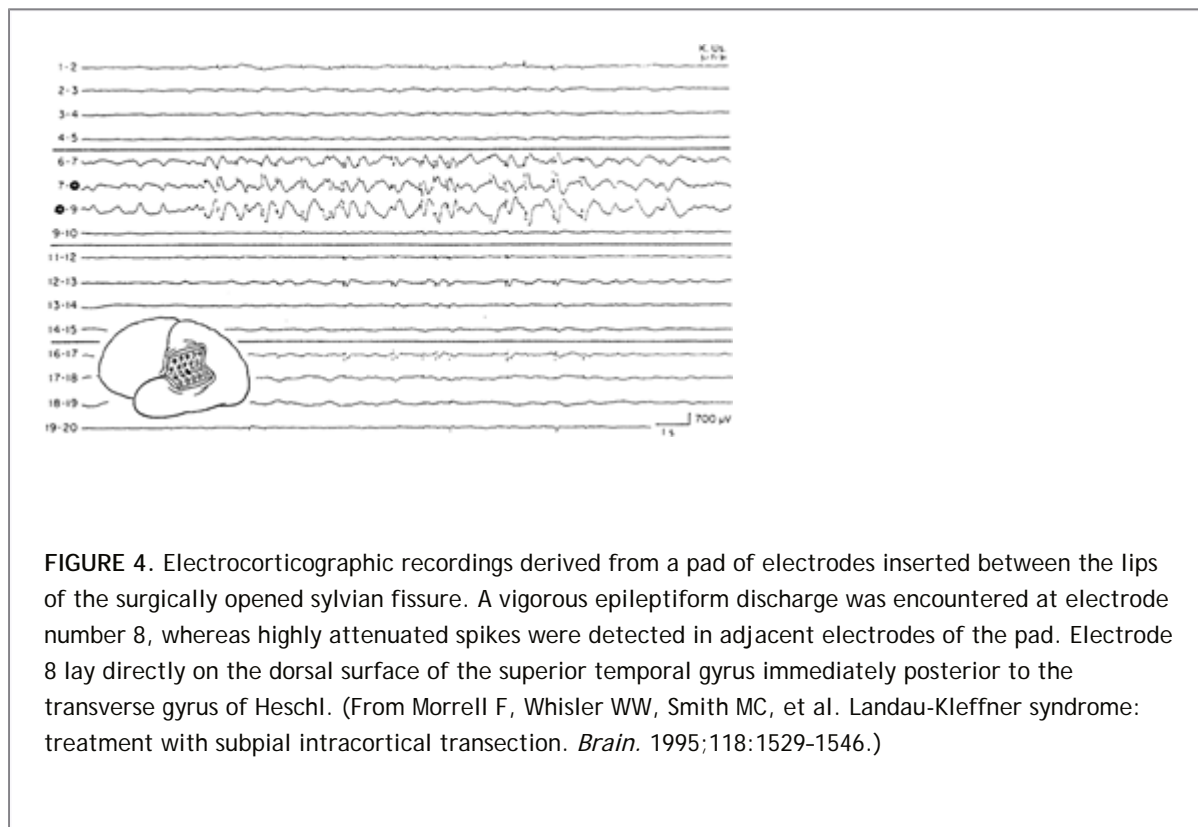 K. Us.
1-2
2-3
3-4
4-5
6-7
7-
-9
9-10
11-12
12-13
13-14
14-15
16-17
17-18
18-19
19-20
700 μV
1 s
FIGURE 4. Electrocorticographic recordings derived from a pad of electrodes inserted between the lips
of the surgically opened sylvian fissure. A vigorous epileptiform discharge was encountered at electrode
number 8, whereas highly attenuated spikes were detected in adjacent electrodes of the pad. Electrode
8 lay directly on the dorsal surface of the superior temporal gyrus immediately posterior to the
transverse gyrus of Heschl. (From Morrell F, Whisler WW, Smith MC, et al. Landau-Kleffner syndrome:
treatment with subpial intracortical transection. Brain. 1995;118:1529–1546.)